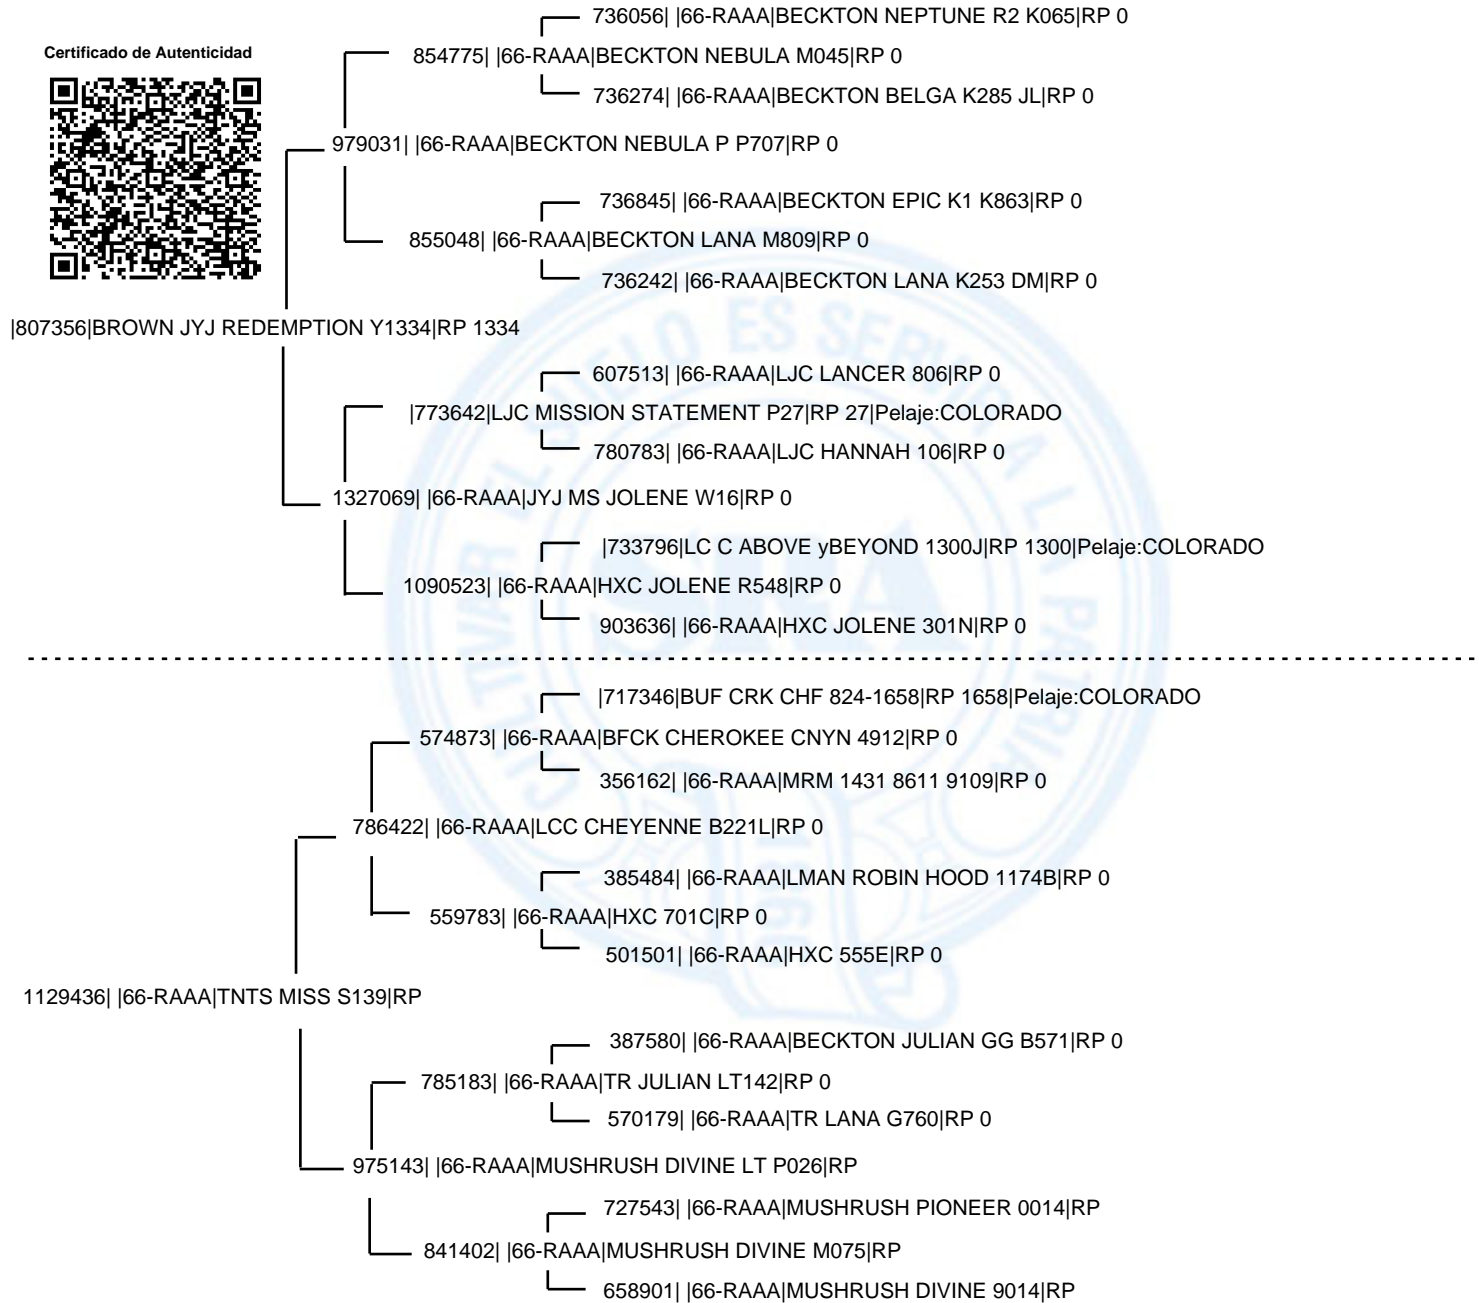 736056| |66-RAAA|BECKTON NEPTUNE R2 K065|RP 0
Certificado de Autenticidad
854775| |66-RAAA|BECKTON NEBULA M045|RP 0
736274| |66-RAAA|BECKTON BELGA K285 JL|RP 0
979031| |66-RAAA|BECKTON NEBULA P P707|RP 0
736845| |66-RAAA|BECKTON EPIC K1 K863|RP 0
855048| |66-RAAA|BECKTON LANA M809|RP 0
736242| |66-RAAA|BECKTON LANA K253 DM|RP 0
|807356|BROWN JYJ REDEMPTION Y1334|RP 1334
607513| |66-RAAA|LJC LANCER 806|RP 0
|773642|LJC MISSION STATEMENT P27|RP 27|Pelaje:COLORADO
780783| |66-RAAA|LJC HANNAH 106|RP 0
1327069| |66-RAAA|JYJ MS JOLENE W16|RP 0
|733796|LC C ABOVE yBEYOND 1300J|RP 1300|Pelaje:COLORADO
1090523| |66-RAAA|HXC JOLENE R548|RP 0
903636| |66-RAAA|HXC JOLENE 301N|RP 0
|717346|BUF CRK CHF 824-1658|RP 1658|Pelaje:COLORADO
574873| |66-RAAA|BFCK CHEROKEE CNYN 4912|RP 0
356162| |66-RAAA|MRM 1431 8611 9109|RP 0
786422| |66-RAAA|LCC CHEYENNE B221L|RP 0
385484| |66-RAAA|LMAN ROBIN HOOD 1174B|RP 0
559783| |66-RAAA|HXC 701C|RP 0
501501| |66-RAAA|HXC 555E|RP 0
1129436| |66-RAAA|TNTS MISS S139|RP
387580| |66-RAAA|BECKTON JULIAN GG B571|RP 0
785183| |66-RAAA|TR JULIAN LT142|RP 0
570179| |66-RAAA|TR LANA G760|RP 0
975143| |66-RAAA|MUSHRUSH DIVINE LT P026|RP
727543| |66-RAAA|MUSHRUSH PIONEER 0014|RP
841402| |66-RAAA|MUSHRUSH DIVINE M075|RP
658901| |66-RAAA|MUSHRUSH DIVINE 9014|RP
CULTIVAR EL SUELO ES SERVIR A LA PATRIA
SRA
1866